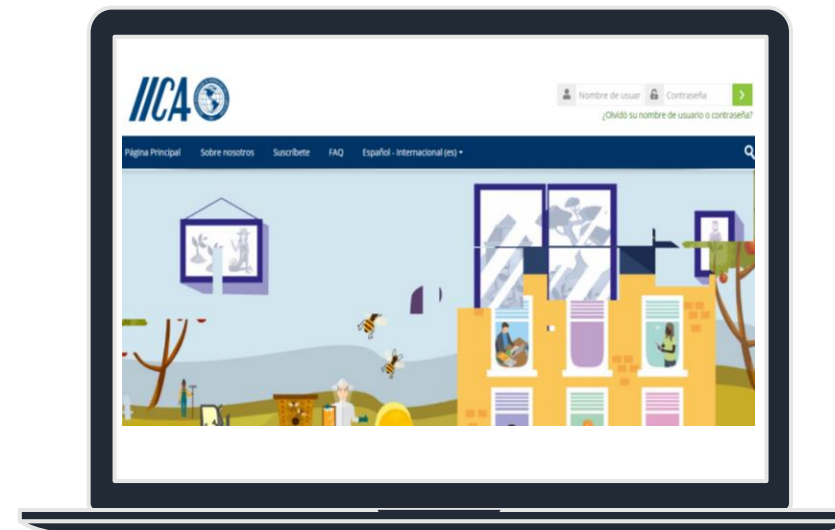 IICA
Nombre de usuar
Contraseña
¿Olvidó su nombre de usuario o contraseña?
Página Principal
Sobre nosotros
Suscríbete
FAQ
Español - Internacional (es)